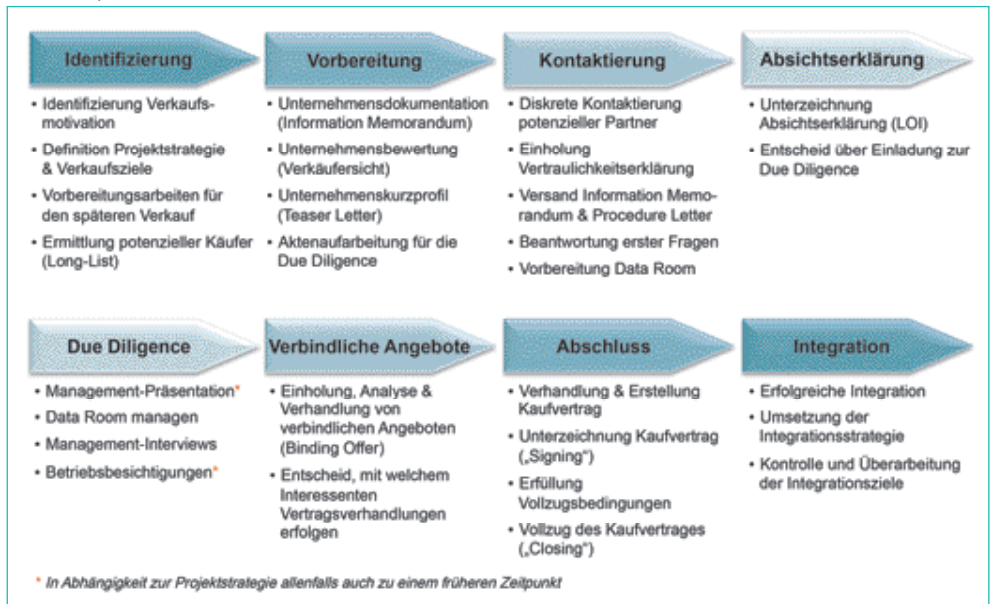 Identifizierung
• Identifizierung Verkaufs-
motivation
• Definition Projektstrategie
& Verkaufsziele
• Vorbereitungsarbeiten für
den späteren Verkauf
• Ermittlung potenzieller Käufer
(Long-List)
Vorbereitung
• Unternehmensdokumentation
(Information Memorandum)
• Unternehmensbewertung
(Verkäufersicht)
• Unternehmenskurzprofil
(Teaser Letter)
• Aktenaufarbeitung für die
Due Diligence
Kontaktierung
• Diskrete Kontaktierung
potenzieller Partner
• Einholung
Vertraulichkeitserklärung
• Versand Information Memo-
randum & Procedure Letter
• Beantwortung erster Fragen
• Vorbereitung Data Room
Absichtserklärung
• Unterzeichnung
Absichtserklärung (LOI)
• Entscheid über Einladung zur
Due Diligence
Due Diligence
• Management-Präsentation*
• Data Room managen
• Management-Interviews
• Betriebsbesichtigungen*
Verbindliche Angebote
• Einholung, Analyse &
Verhandlung von
verbindlichen Angeboten
(Binding Offer)
• Entscheid, mit welchem
Interessenten
Vertragsverhandlungen
erfolgen
Abschluss
• Verhandlung & Erstellung
Kaufvertrag
• Unterzeichnung Kaufvertrag
(„Signing“)
• Erfüllung
Vollzugsbedingungen
• Vollzug des Kaufvertrages
(„Closing“)
Integration
• Erfolgreiche Integration
• Umsetzung der
Integrationsstrategie
• Kontrolle und Überarbeitung
der Integrationsziele
* In Abhängigkeit zur Projektstrategie allenfalls auch zu einem früheren Zeitpunkt